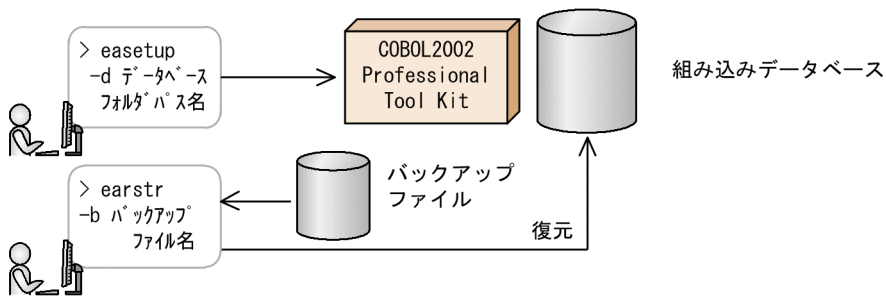 > easetup
-d ﾃﾞｰﾀﾍﾞｰｽ
ﾌｫﾙﾀﾞﾊﾟｽ名
COBOL2002
Professional
Tool Kit
組み込みデータベース
> earstr
-b ﾊﾞｯｸｱｯﾌﾟ
ﾌｧｲﾙ名
バックアップ
ファイル
復元